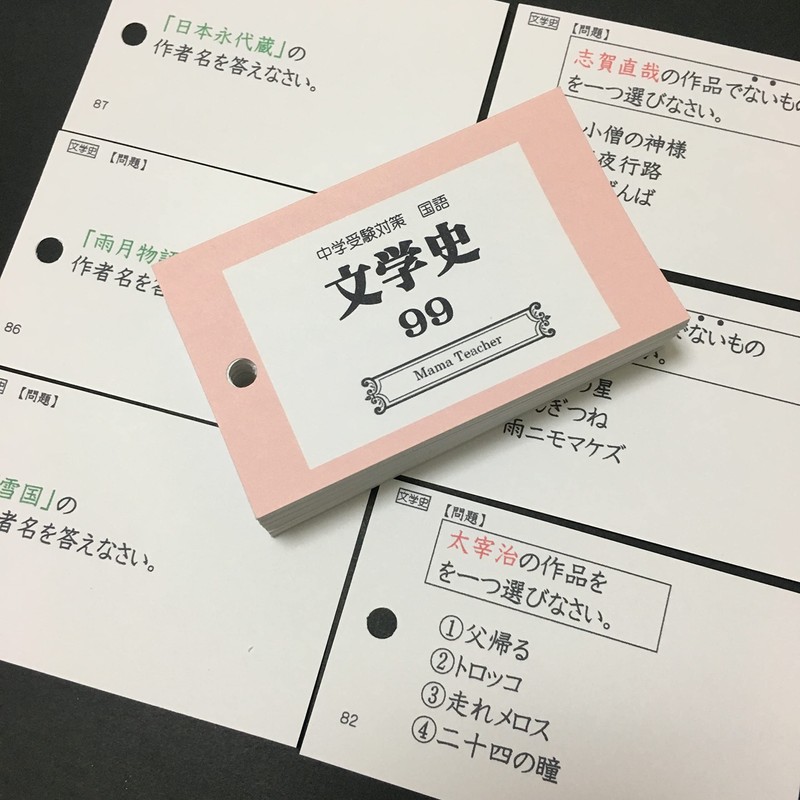 「日本永代蔵」の
作者名を答えなさい。
87
文学史 【問題】
志賀直哉の作品でないもの
を一つ選びなさい。
小僧の神様
夜行路
ばんば
文学史 【問題】
「雨月物語
作者名を答
86
中学受験対策 国語
文学史
99
Mama Teacher
でないもの
い。
の星
ぎつね
雨ニモマケズ
【問題】
雪国」の
者名を答えなさい。
文学史 【問題】
太宰治の作品を
を一つ選びなさい。
①父帰る
②トロッコ
③走れメロス
④二十四の瞳
82